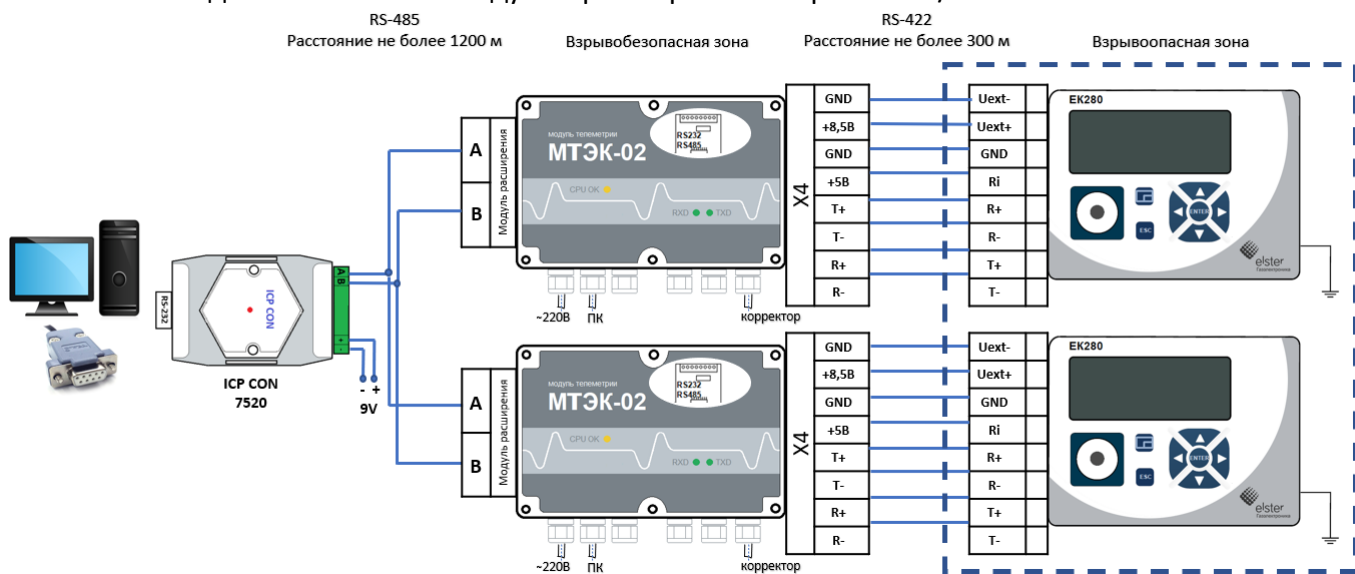 RS-485
Расстояние не более 1200 м
Взрывобезопасная зона
RS-422
Расстояние не более 300 м
Взрывоопасная зона
A
B
Модуль расширения
модуль телеметрии
МТЭК-02
RS232
RS485
CPU OK
RXD
TXD
~220В
ПК
корректор
X4
GND
+8,5В
GND
+5В
T+
T-
R+
R-
Uext-
Uext+
GND
Ri
R+
R-
T+
T-
EK280
ENTER
ESC
elster
Газэлектроника
RS-232
ICP CON
A
B
+
-
ICP CON
7520
- +
9V
A
B
Модуль расширения
модуль телеметрии
МТЭК-02
RS232
RS485
CPU OK
RXD
TXD
~220В
ПК
корректор
X4
GND
+8,5В
GND
+5В
T+
T-
R+
R-
Uext-
Uext+
GND
Ri
R+
R-
T+
T-
EK280
ENTER
ESC
elster
Газэлектроника